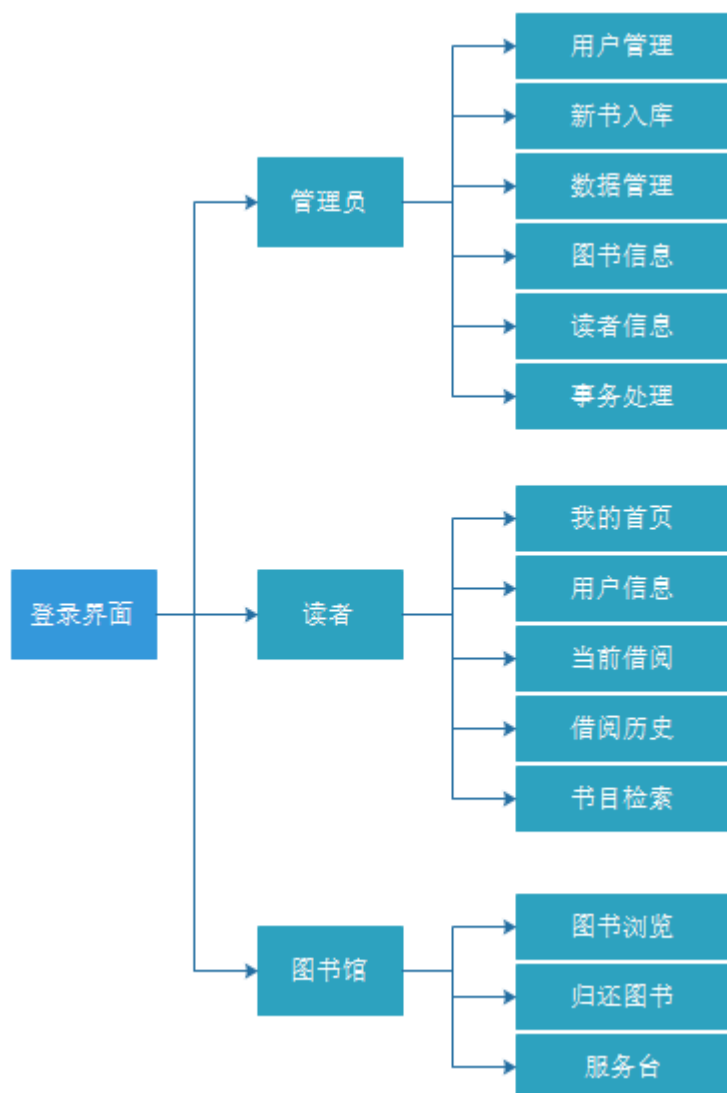 登录界面
管理员
用户管理
新书入库
数据管理
图书信息
读者信息
事务处理
读者
我的首页
用户信息
当前借阅
借阅历史
书目检索
图书馆
图书浏览
归还图书
服务台